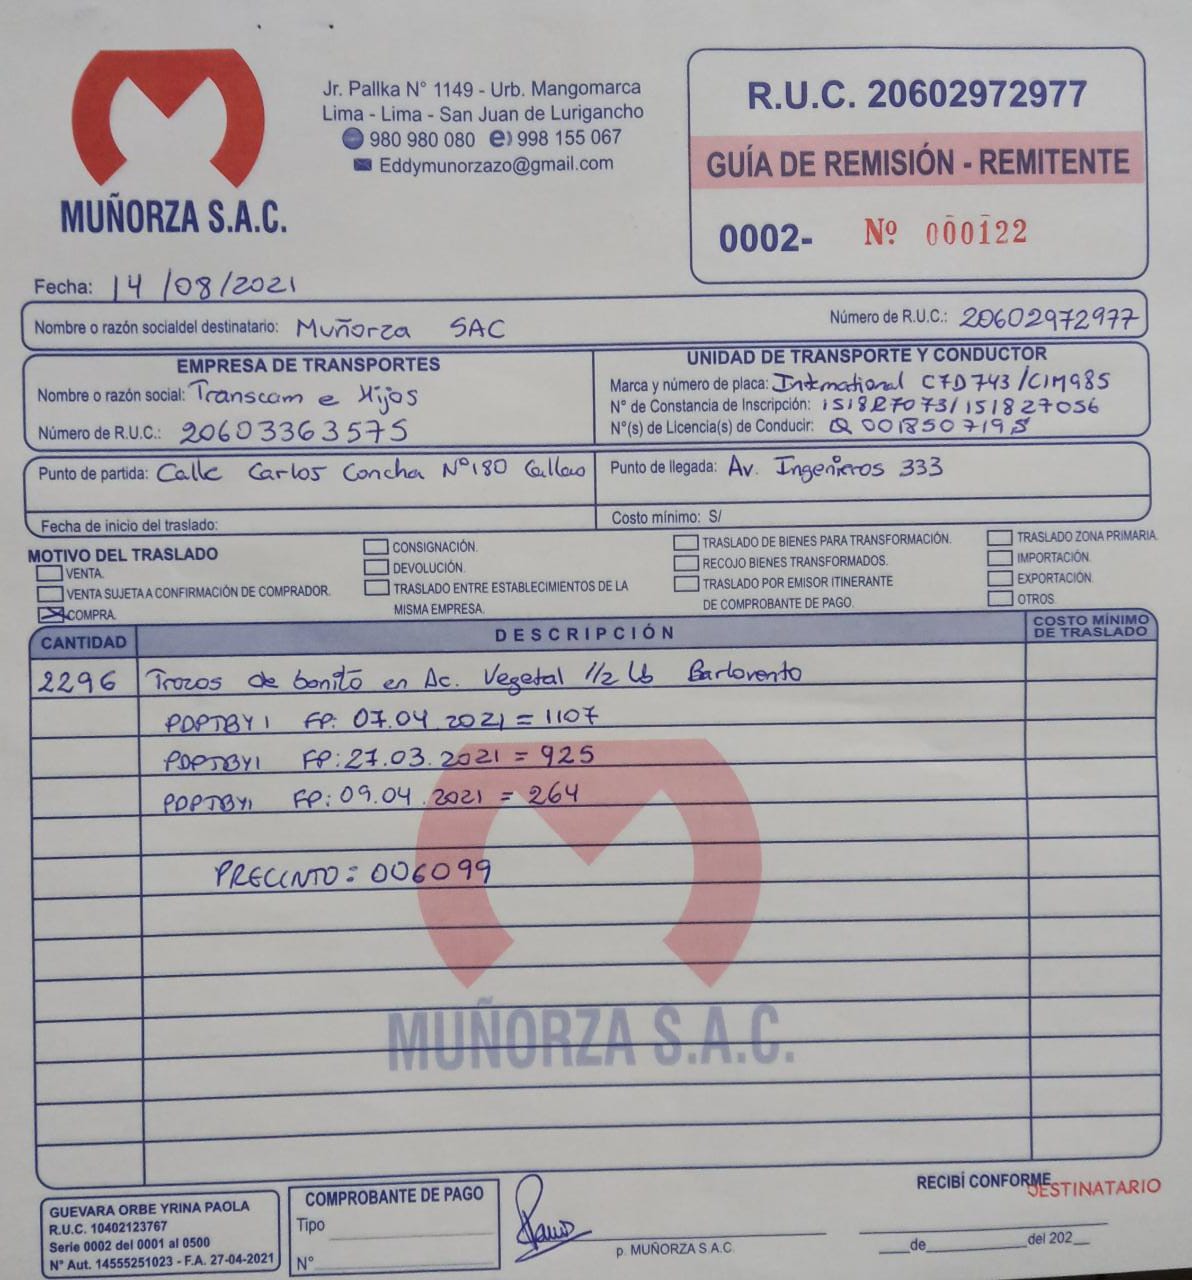 MUÑORZA S.A.C.
Jr. Pallka N° 1149 - Urb. Mangomarca
Lima - Lima - San Juan de Lurigancho
980 980 080 e) 998 155 067
Eddymunorzazo@gmail.com
R.U.C. 20602972977
GUÍA DE REMISIÓN - REMITENTE
0002- Nº 000122
Fecha: 14/08/2021
Nombre o razón socialdel destinatario: Muñorza SAC Número de R.U.C.: 20602972977
EMPRESA DE TRANSPORTES
Nombre o razón social: Transcam e Hijos
Número de R.U.C.: 20603363575
UNIDAD DE TRANSPORTE Y CONDUCTOR
Marca y número de placa: International C7D743/CIM985
N° de Constancia de Inscripción: 151827073/151827056
N°(s) de Licencia(s) de Conducir: Q
Punto de partida: Calle Carlos Concha N°180 Callao
Punto de llegada: Av. Ingenieros 333
Fecha de inicio del traslado:
Costo mínimo: S/
MOTIVO DEL TRASLADO
VENTA.
VENTA SUJETA A CONFIRMACIÓN DE COMPRADOR.
COMPRA.
CONSIGNACIÓN.
DEVOLUCIÓN.
TRASLADO ENTRE ESTABLECIMIENTOS DE LA
MISMA EMPRESA.
TRASLADO DE BIENES PARA TRANSFORMACIÓN.
RECOJO BIENES TRANSFORMADOS.
TRASLADO POR EMISOR ITINERANTE
DE COMPROBANTE DE PAGO.
TRASLADO ZONA PRIMARIA.
IMPORTACIÓN.
EXPORTACIÓN.
OTROS.
CANTIDAD DESCRIPCIÓN COSTO MÍNIMO
DE TRASLADO
2296 Trozos de bonito en Ac. Vegetal 1/2 Lb Barlovento
PDPTBY1 FP: 07.04.2021 = 1107
PDPTBY1 FP: 27.03.2021 = 925
PDPTBY1 FP: 09.04.2021 = 264
PRECINTO: 006099
MUÑORZA S.A.C.
GUEVARA ORBE YRINA PAOLA
R.U.C. 10402123767
Serie 0002 del 0001 al 0500
N° Aut. 14555251023 - F.A. 27-04-2021
COMPROBANTE DE PAGO
Tipo
N°
p. MUÑORZA S.A.C.
RECIBÍ CONFORME
DESTINATARIO
de del 202